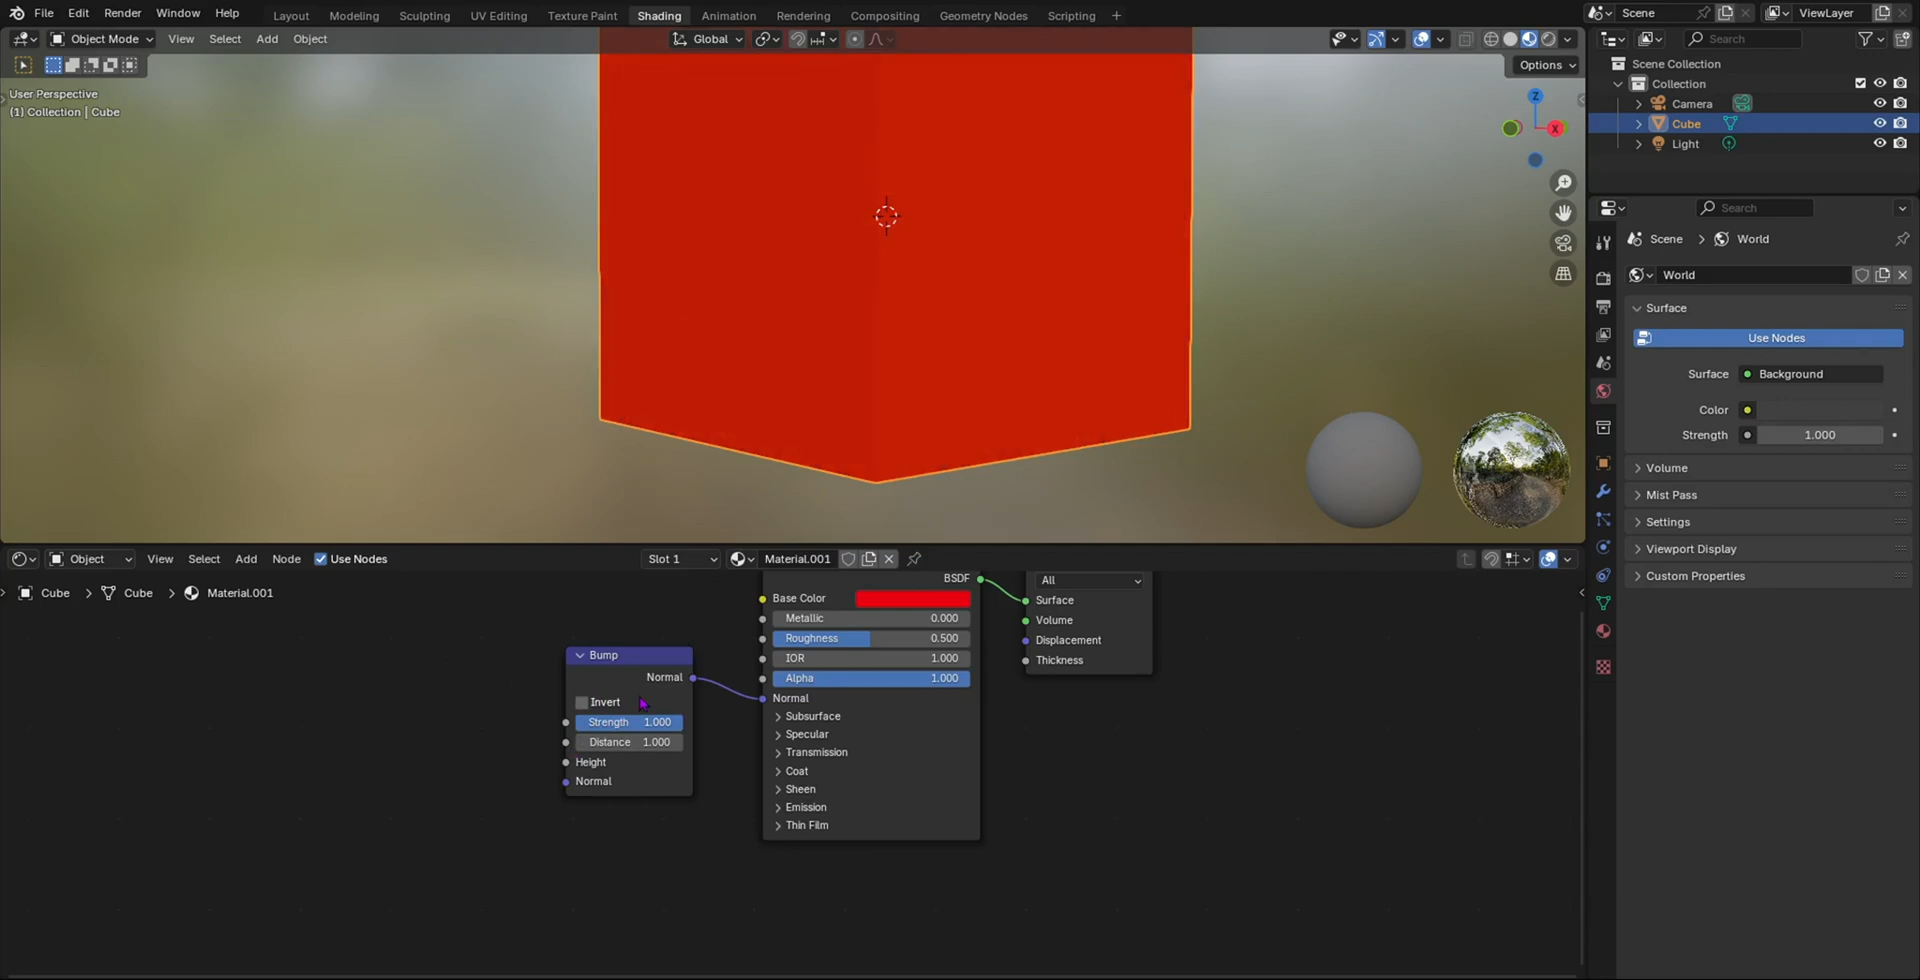 File Edit Render Window Help Layout Modeling Sculpting UV Editing Texture Paint Shading Animation Rendering Compositing Geometry Nodes Scripting + Scene ViewLayer
Object Mode View Select Add Object Global Search
Options
User Perspective
(1) Collection | Cube
Z
X
Scene Collection
Collection
Camera
Cube
Light
Search
Scene > World
World
Surface
Use Nodes
Surface Background
Color
Strength 1.000
Volume
Mist Pass
Settings
Viewport Display
Custom Properties
Object View Select Add Node Use Nodes Slot 1 Material.001
Cube > Cube > Material.001
Bump
Normal
Invert
Strength 1.000
Distance 1.000
Height
Normal
BSDF
Base Color
Metallic 0.000
Roughness 0.500
IOR 1.000
Alpha 1.000
Normal
Subsurface
Specular
Transmission
Coat
Sheen
Emission
Thin Film
All
Surface
Volume
Displacement
Thickness